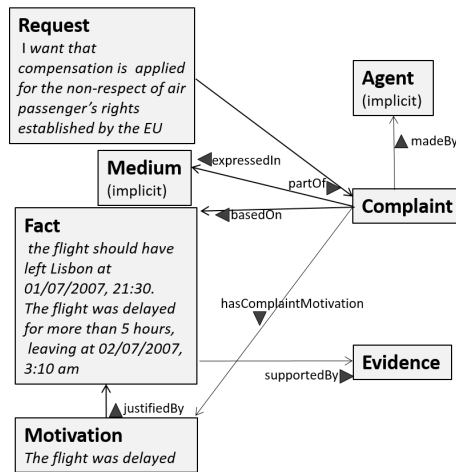 Request
I want that
compensation is applied
for the non-respect of air
passenger's rights
established by the EU
Agent
(implicit)
madeBy
expressedIn
Medium
(implicit)
partOf
Complaint
basedOn
Fact
the flight should have
left Lisbon at
01/07/2007, 21:30.
The flight was delayed
for more than 5 hours,
leaving at 02/07/2007,
3:10 am
hasComplaintMotivation
Evidence
supportedBy
justifiedBy
Motivation
The flight was delayed